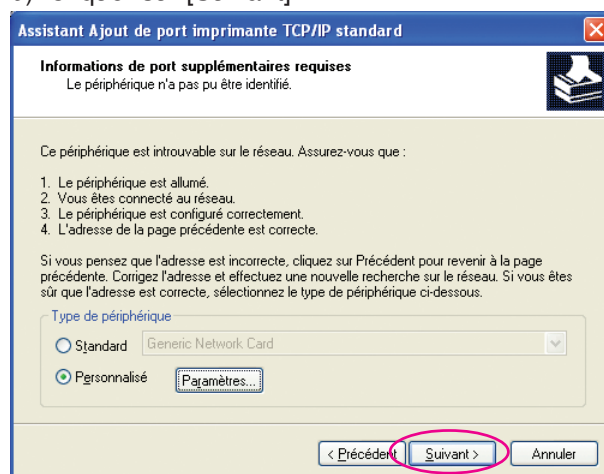 Assistant Ajout de port imprimante TCP/IP standard
Informations de port supplémentaires requises
Le périphérique n'a pas pu être identifié.
Ce périphérique est introuvable sur le réseau. Assurez-vous que :
1. Le périphérique est allumé.
2. Vous êtes connecté au réseau.
3. Le périphérique est configuré correctement.
4. L'adresse de la page précédente est correcte.
Si vous pensez que l'adresse est incorrecte, cliquez sur Précédent pour revenir à la page
précédente. Corrigez l'adresse et effectuez une nouvelle recherche sur le réseau. Si vous êtes
sûr que l'adresse est correcte, sélectionnez le type de périphérique ci-dessous.
Type de périphérique
Standard Generic Network Card
Personnalisé Paramètres...
< Précédent Suivant > Annuler